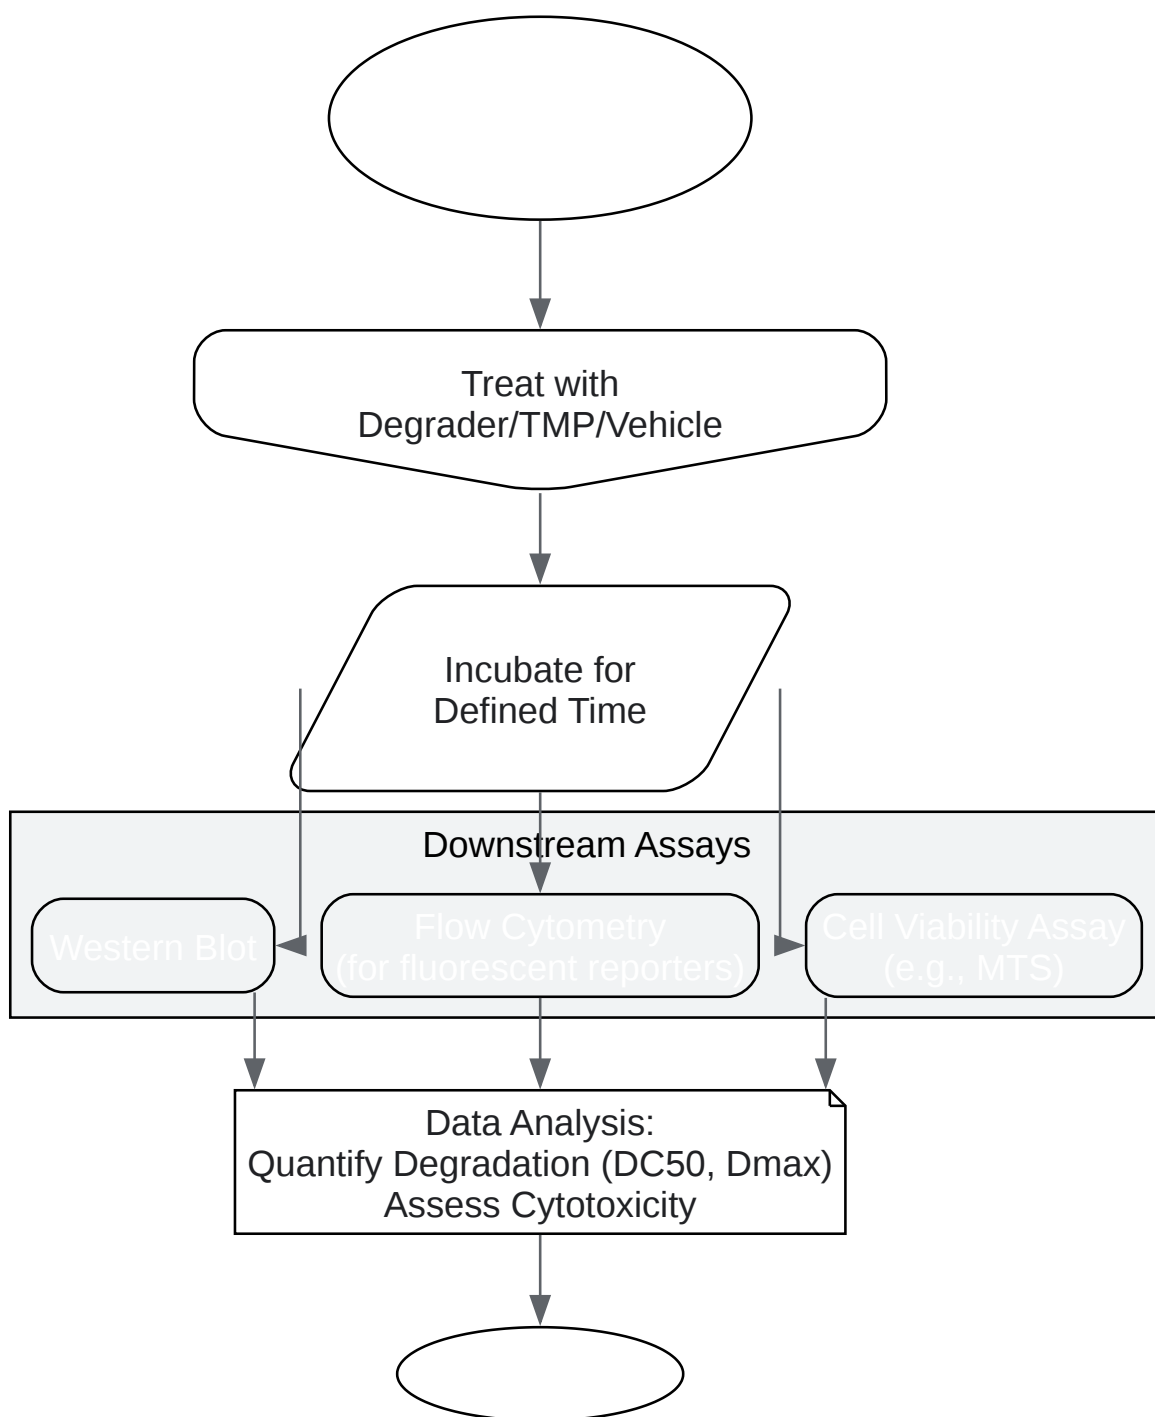 Treat with
Degrader/TMP/Vehicle
Incubate for
Defined Time
Downstream Assays
Western Blot
Flow Cytometry
(for fluorescent reporters)
Cell Viability Assay
(e.g., MTS)
Data Analysis:
Quantify Degradation (DC50, Dmax)
Assess Cytotoxicity